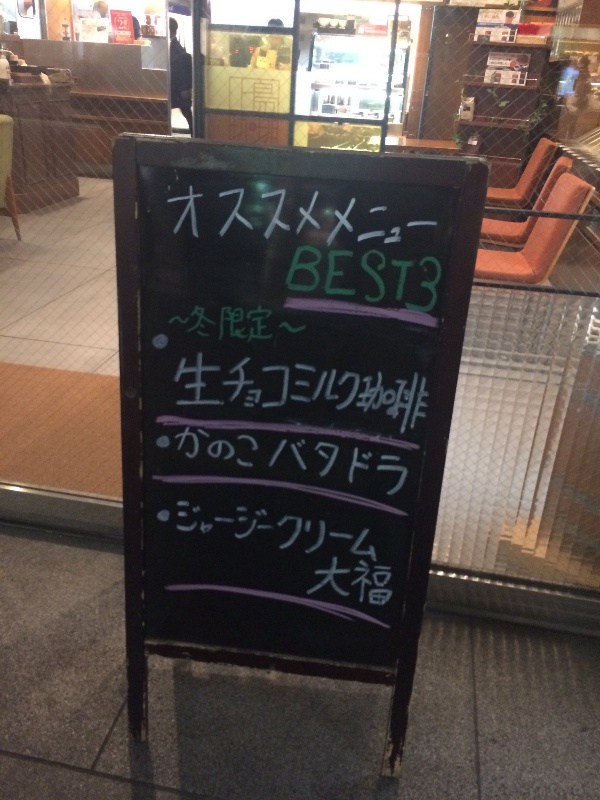 オススメメニュー
BEST3
～冬限定～
・生チョコミルク珈琲
・かのこバタドラ
・ジャージークリーム
大福